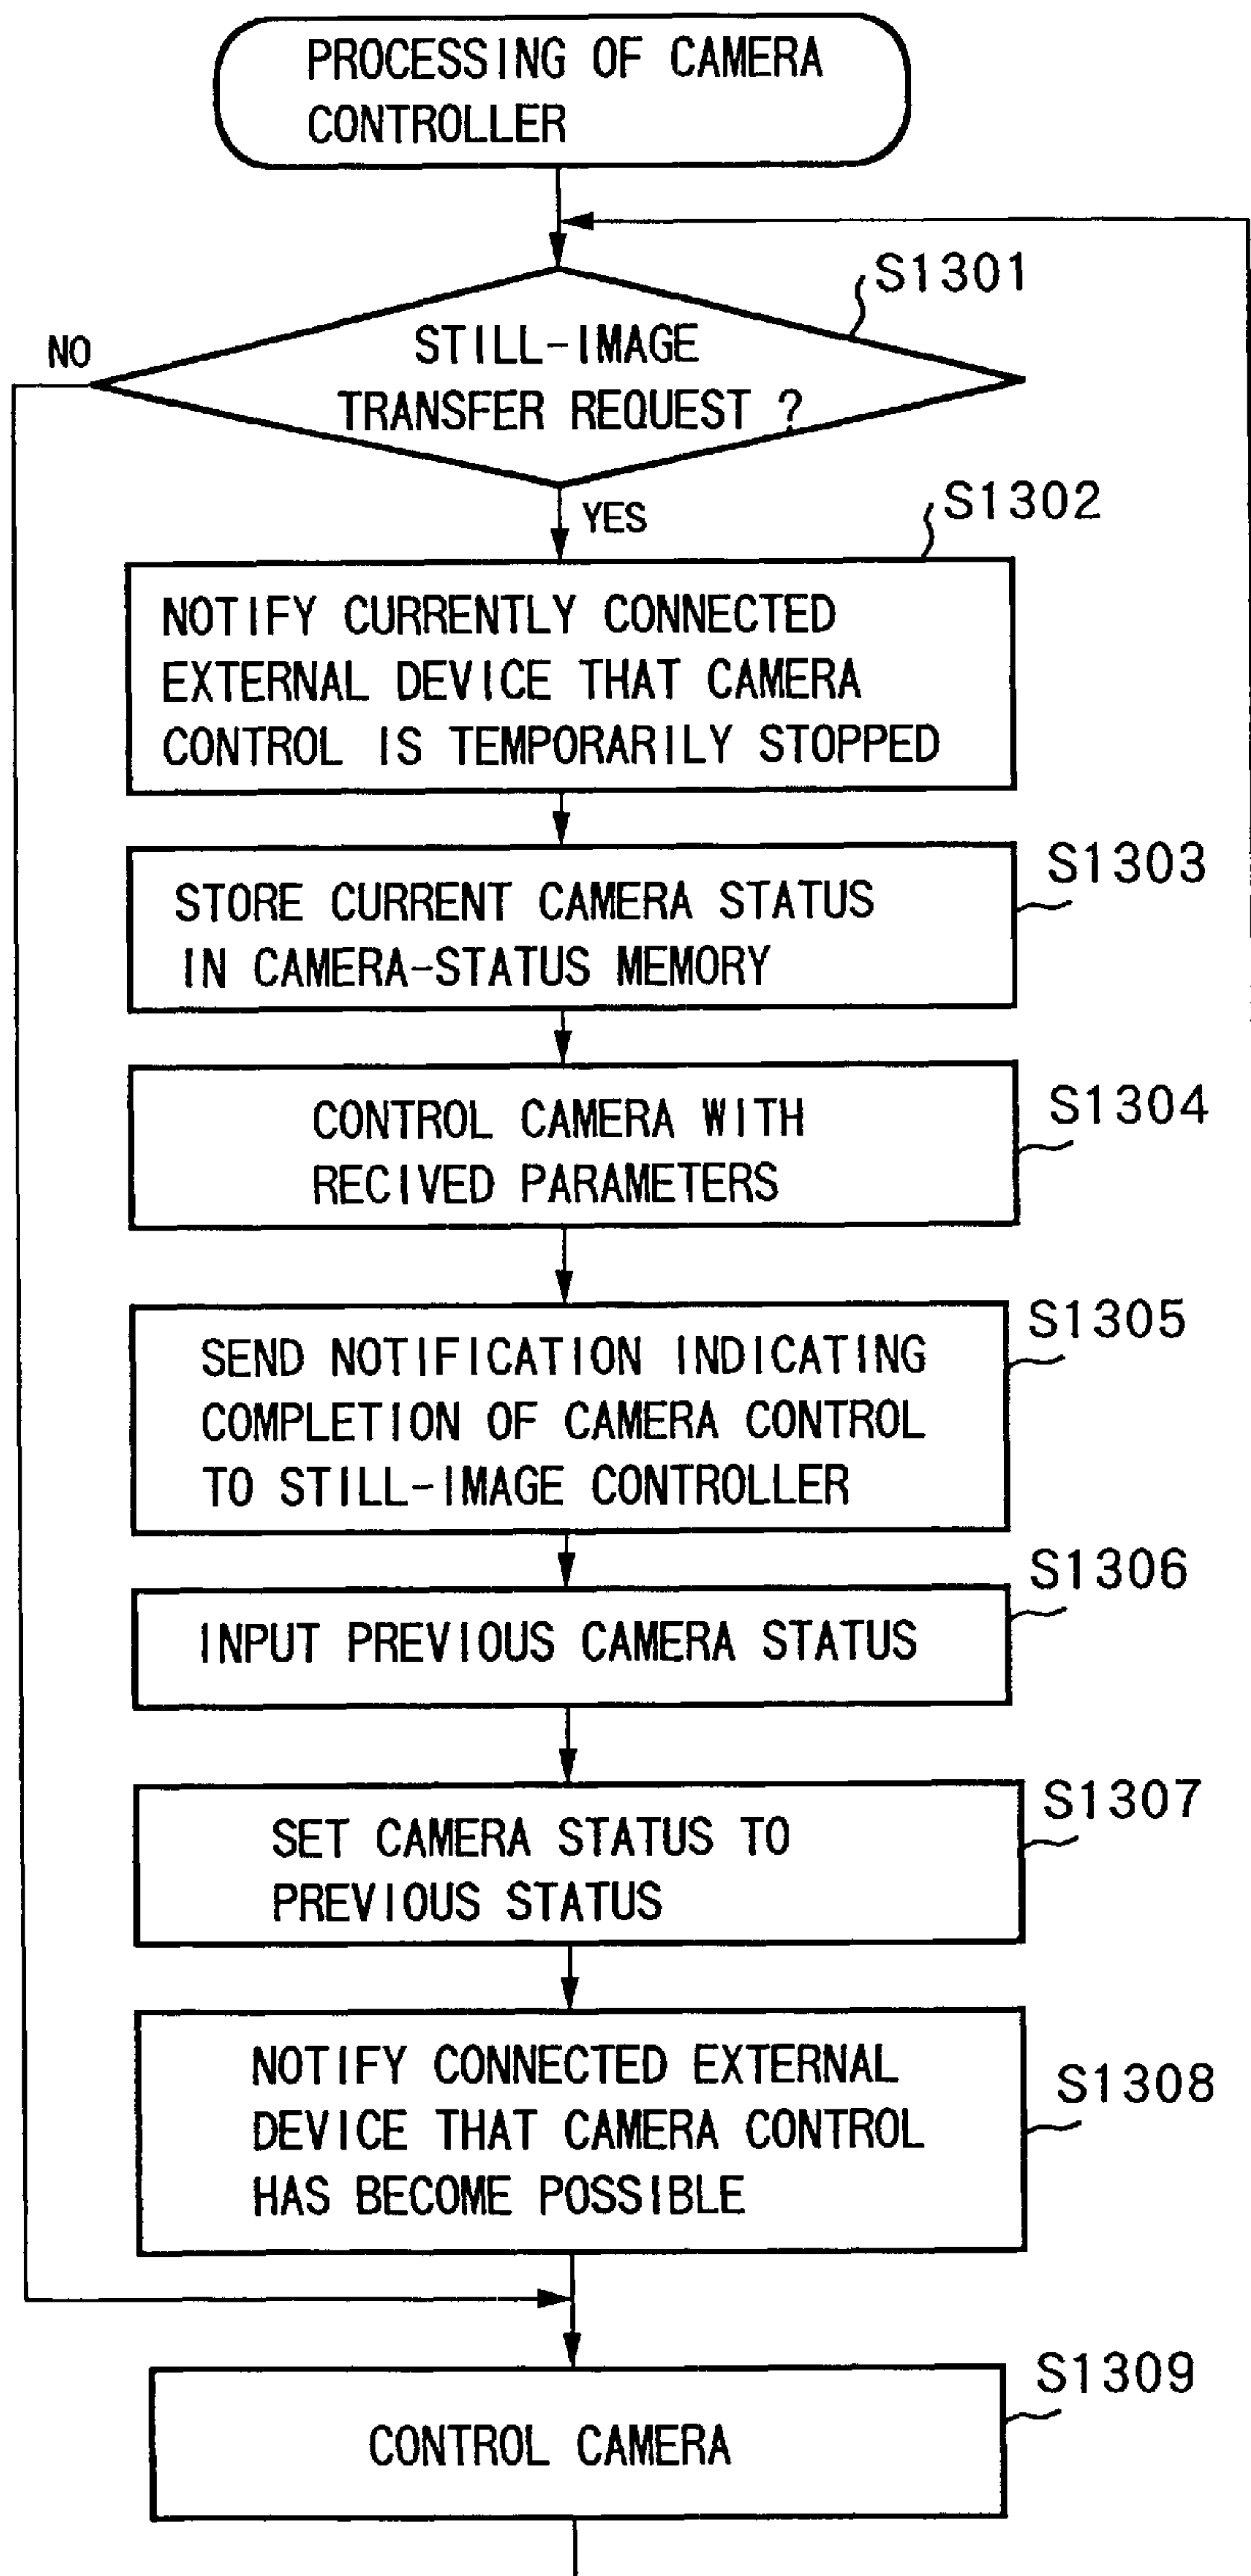 PROCESSING OF CAMERA
CONTROLLER
S1301
NO
STILL-IMAGE
TRANSFER REQUEST ?
YES
S1302
NOTIFY CURRENTLY CONNECTED
EXTERNAL DEVICE THAT CAMERA
CONTROL IS TEMPORARILY STOPPED
S1303
STORE CURRENT CAMERA STATUS
IN CAMERA-STATUS MEMORY
S1304
CONTROL CAMERA WITH
RECIVED PARAMETERS
S1305
SEND NOTIFICATION INDICATING
COMPLETION OF CAMERA CONTROL
TO STILL-IMAGE CONTROLLER
S1306
INPUT PREVIOUS CAMERA STATUS
S1307
SET CAMERA STATUS TO
PREVIOUS STATUS
S1308
NOTIFY CONNECTED EXTERNAL
DEVICE THAT CAMERA CONTROL
HAS BECOME POSSIBLE
S1309
CONTROL CAMERA